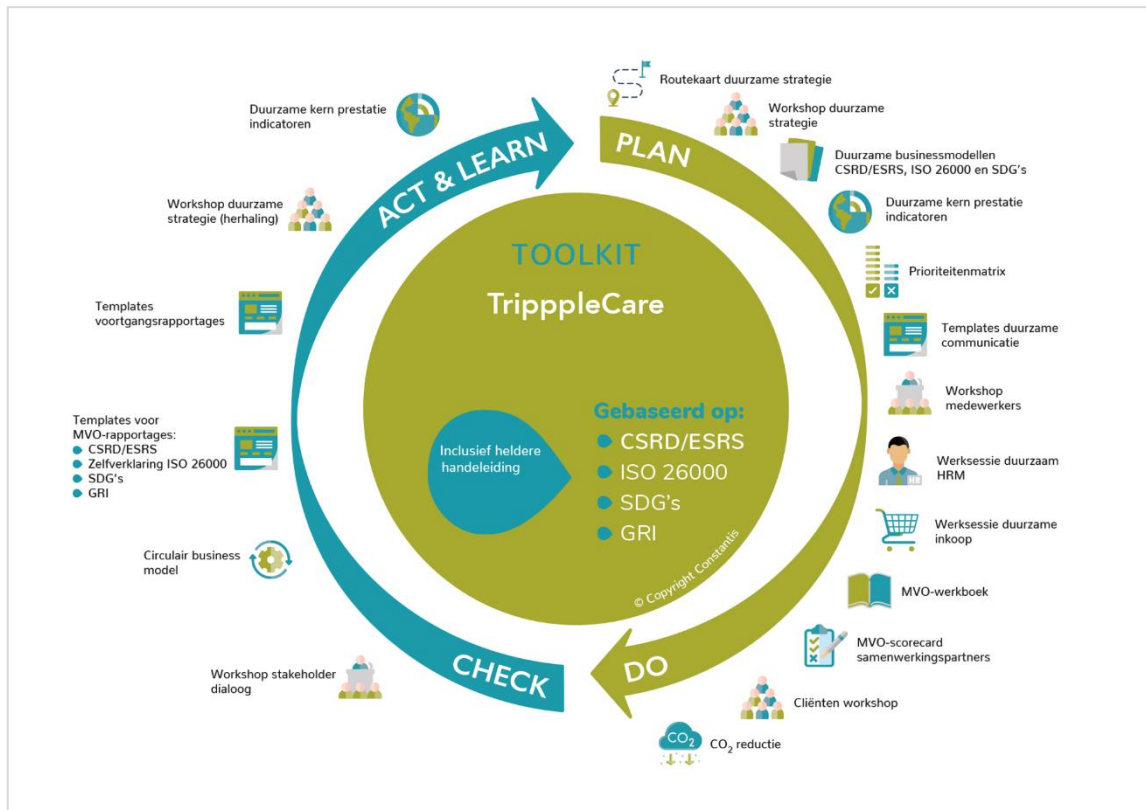 Routekaart duurzame strategie
Workshop duurzame
strategie
Duurzame businessmodellen
CSRD/ESRS, ISO 26000 en SDG's
Duurzame kern prestatie
indicatoren
Prioriteitenmatrix
Templates duurzame
communicatie
Workshop
medewerkers
HR
Werksessie duurzaam
HRM
Werksessie duurzame
inkoop
MVO-werkboek
MVO-scorecard
samenwerkingspartners
Cliënten workshop
CO₂
CO₂ reductie
Workshop stakeholder
dialoog
Circulair business
model
Templates voor
MVO-rapportages:
CSRD/ESRS
Zelfverklaring ISO 26000
SDG's
GRI
Templates
voortgangsrapportages
Workshop duurzame
strategie (herhaling)
Duurzame kern prestatie
indicatoren
PLAN
DO
CHECK
ACT & LEARN
TOOLKIT
TripppleCare
Inclusief heldere
handeleiding
Gebaseerd op:
CSRD/ESRS
ISO 26000
SDG's
GRI
© Copyright Constantis